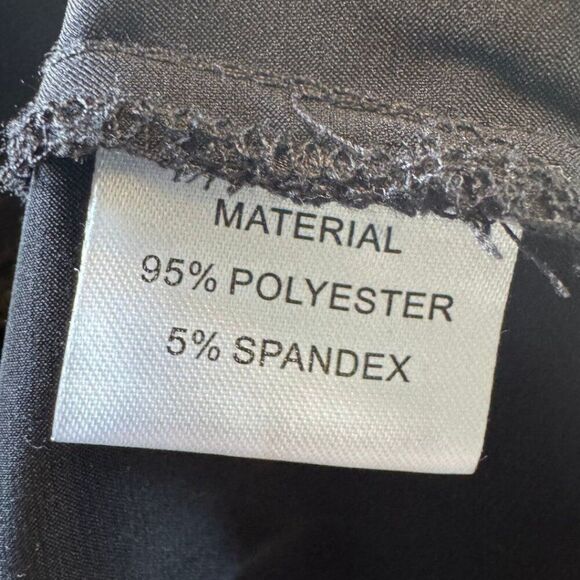 MATERIAL
95% POLYESTER
5% SPANDEX